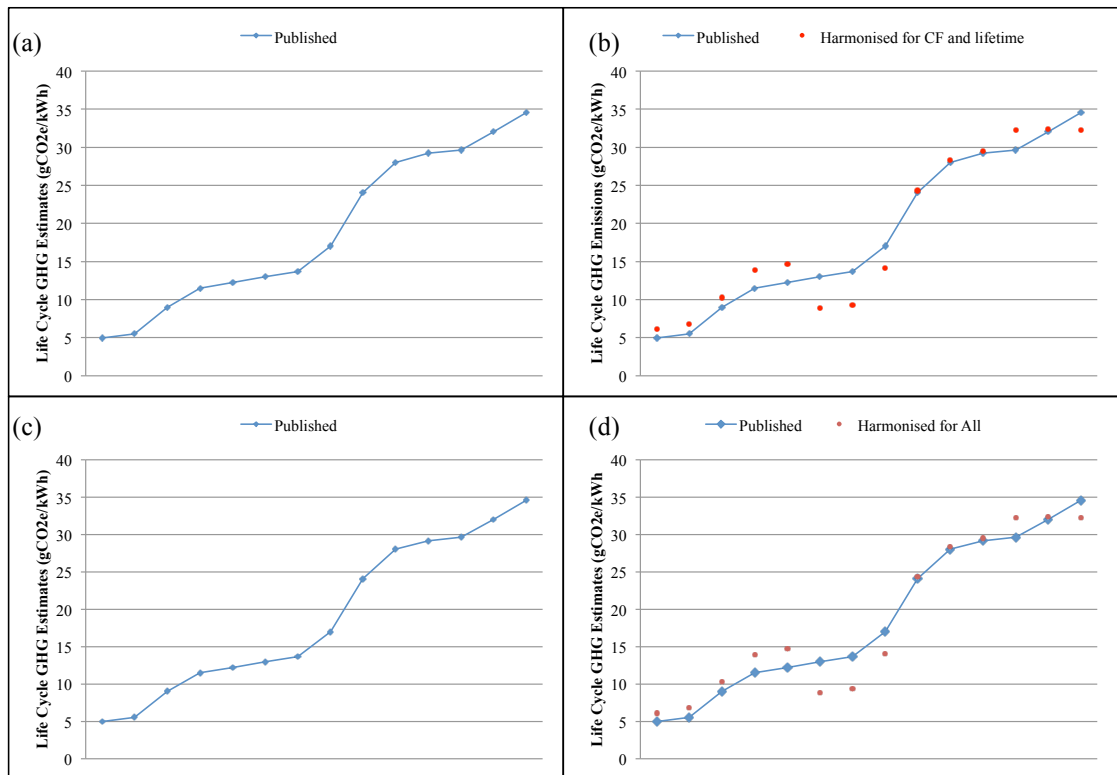 (a)
Published
Life Cycle GHG Estimates (gCO2e/kWh)
40
35
30
25
20
15
10
5
0
(b)
Published
Harmonised for CF and lifetime
Life Cycle GHG Emissions (gCO2e/kWh)
40
35
30
25
20
15
10
5
0
(c)
Published
Life Cycle GHG Estimates (gCO2e/kWh)
40
35
30
25
20
15
10
5
0
(d)
Published
Harmonised for All
Life Cycle GHG Estimates (gCO2e/kWh
40
35
30
25
20
15
10
5
0